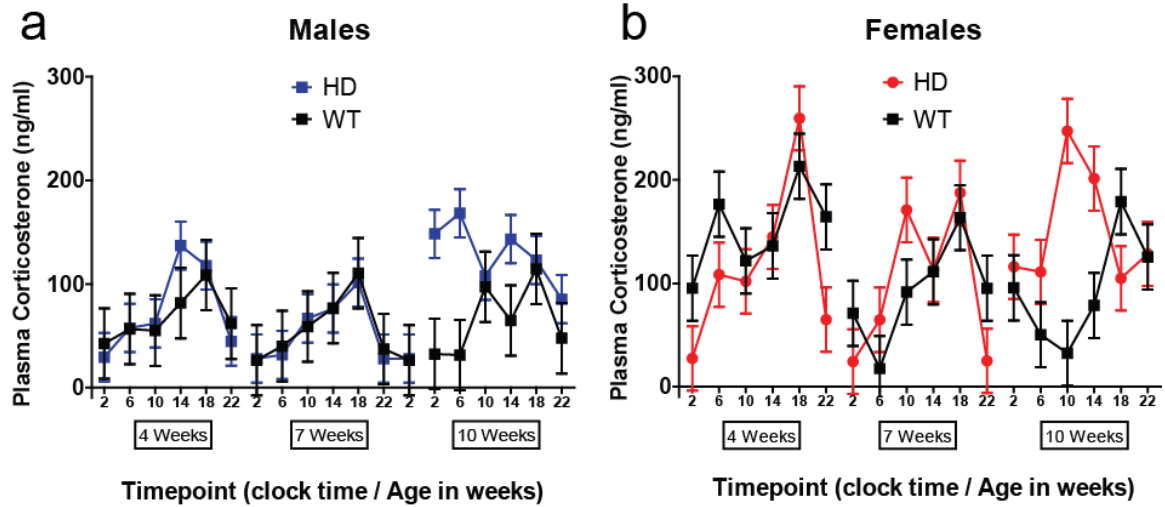 a
Males
Plasma Corticosterone (ng/ml)
300
200
100
0
HD
WT
2 6 10 14 18 22 2 6 10 14 18 22 2 2 6 10 14 18 22
4 Weeks 7 Weeks 10 Weeks
Timepoint (clock time / Age in weeks)
b
Females
Plasma Corticosterone (ng/ml)
300
200
100
0
HD
WT
2 6 10 14 18 22 2 6 10 14 18 22 2 6 10 14 18 22
4 Weeks 7 Weeks 10 Weeks
Timepoint (clock time / Age in weeks)